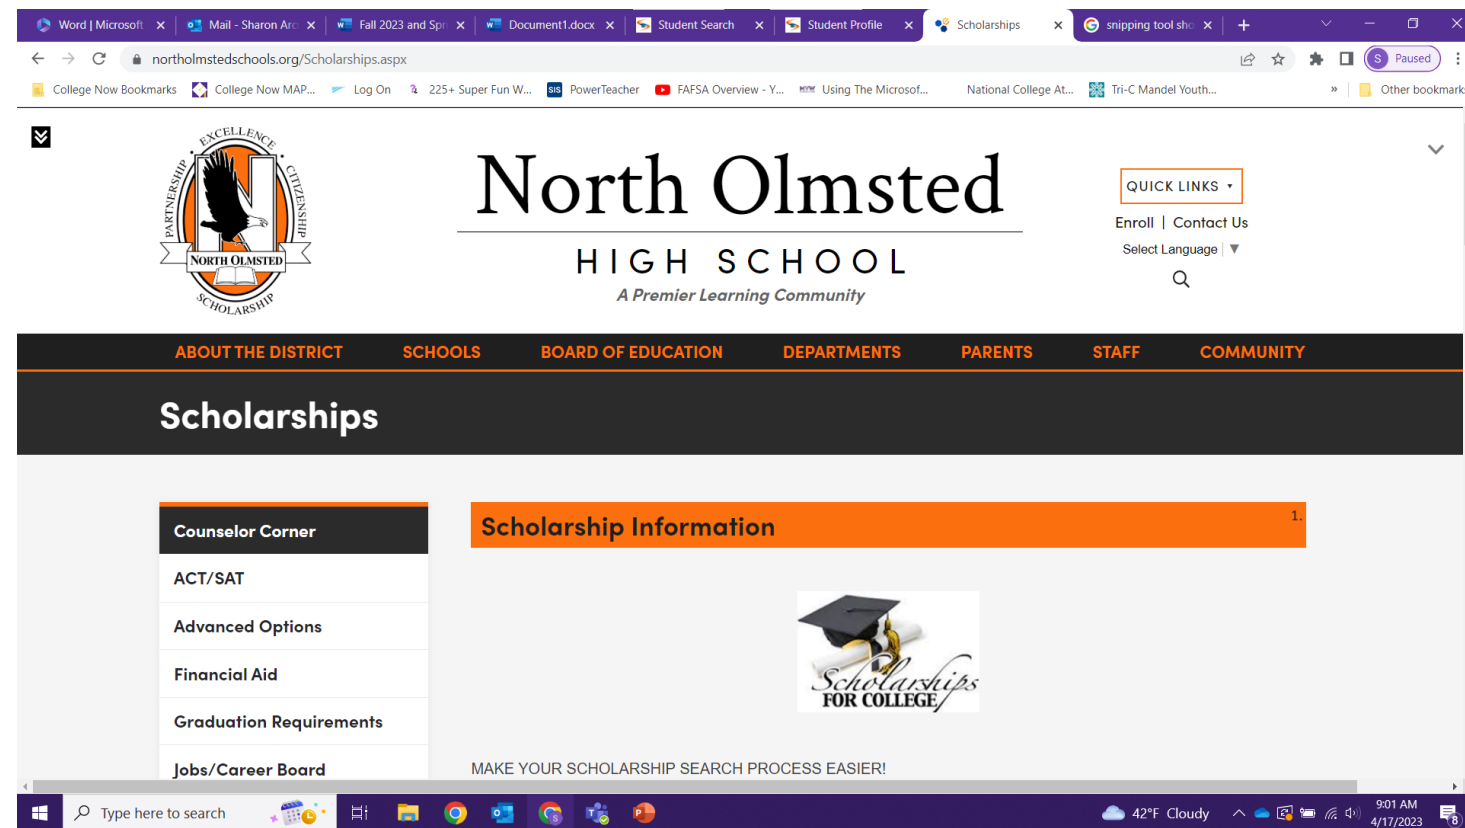 Word | Microsoft
Mail - Sharon Aro
Fall 2023 and Spr
Document1.docx
Student Search
Student Profile
Scholarships
snipping tool sho
northolmstedschools.org/Scholarships.aspx
S Paused
College Now Bookmarks
College Now MAP...
Log On
225+ Super Fun W...
SIS PowerTeacher
FAFSA Overview - Y...
Using The Microsof...
National College At...
Tri-C Mandel Youth...
»
Other bookmark
PARTNERSHIP · EXCELLENCE · CITIZENSHIP
N
NORTH OLMSTED
SCHOLARSHIP
North Olmsted
HIGH SCHOOL
A Premier Learning Community
QUICK LINKS
Enroll | Contact Us
Select Language
ABOUT THE DISTRICT
SCHOOLS
BOARD OF EDUCATION
DEPARTMENTS
PARENTS
STAFF
COMMUNITY
Scholarships
Counselor Corner
ACT/SAT
Advanced Options
Financial Aid
Graduation Requirements
Jobs/Career Board
Scholarship Information
1.
Scholarships
FOR COLLEGE
MAKE YOUR SCHOLARSHIP SEARCH PROCESS EASIER!
Type here to search
42°F Cloudy
9:01 AM
4/17/2023
8